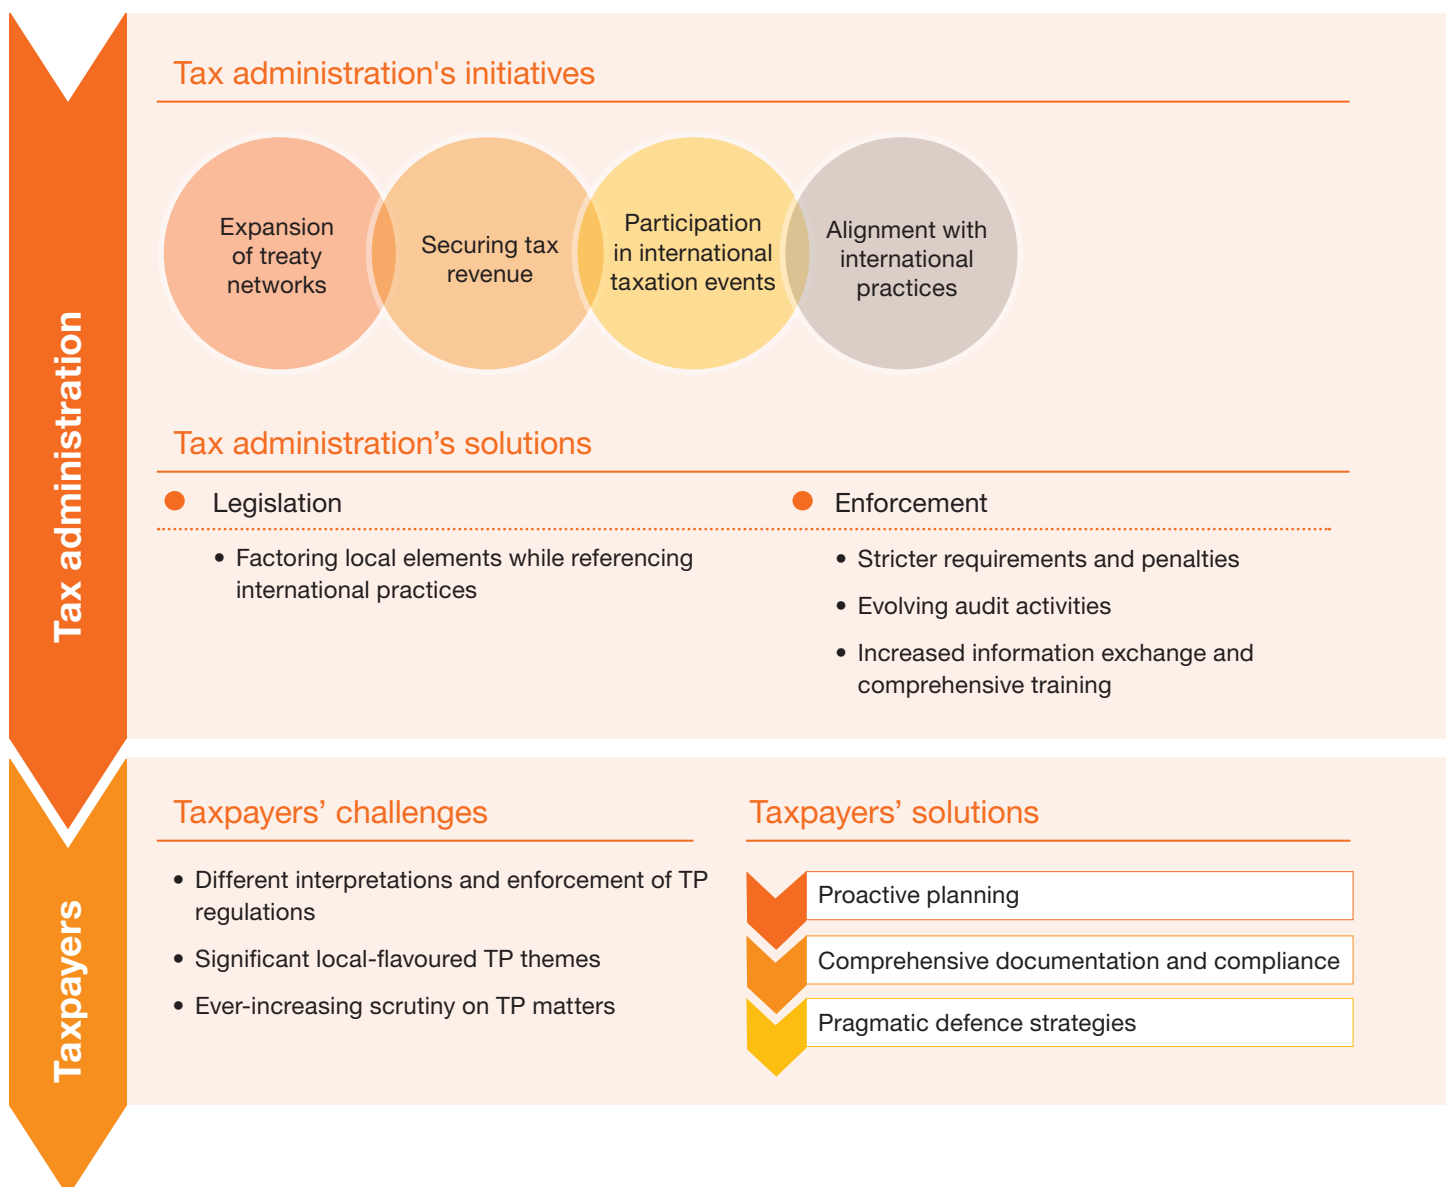 Tax administration
Tax administration's initiatives
Expansion
of treaty
networks
Securing tax
revenue
Participation
in international
taxation events
Alignment with
international
practices
Tax administration’s solutions
Legislation
• Factoring local elements while referencing
international practices
Enforcement
• Stricter requirements and penalties
• Evolving audit activities
• Increased information exchange and
comprehensive training
Taxpayers
Taxpayers’ challenges
• Different interpretations and enforcement of TP
regulations
• Significant local-flavoured TP themes
• Ever-increasing scrutiny on TP matters
Taxpayers’ solutions
Proactive planning
Comprehensive documentation and compliance
Pragmatic defence strategies